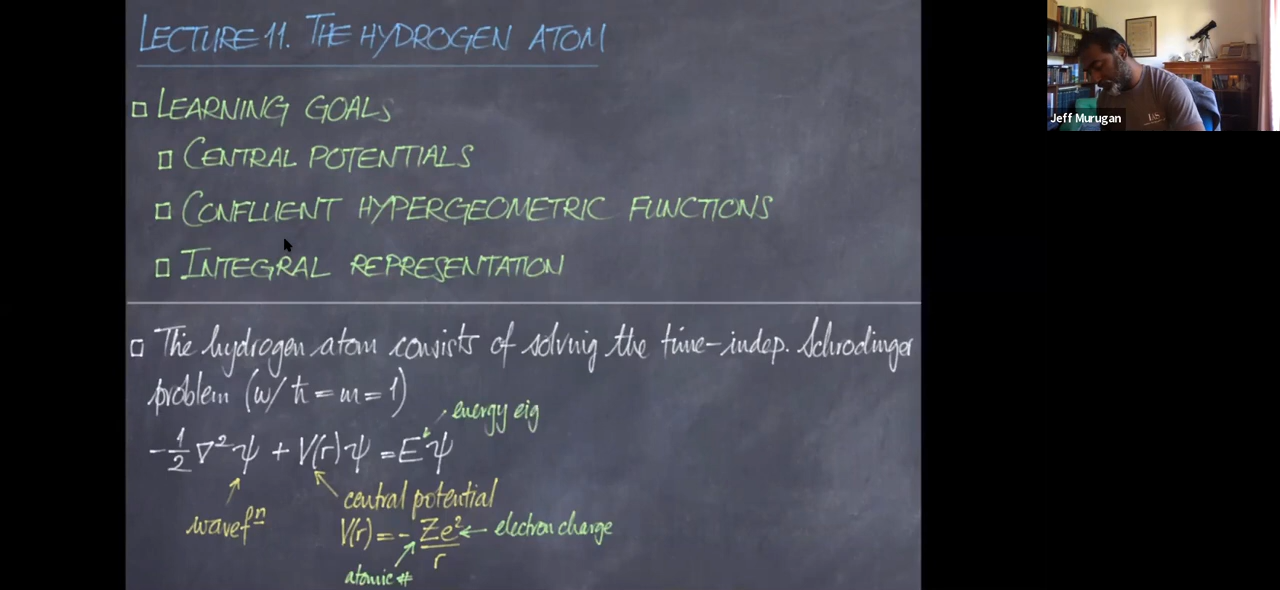 LECTURE 11. THE HYDROGEN ATOM
□ LEARNING GOALS
□ CENTRAL POTENTIALS
□ CONFLUENT HYPERGEOMETRIC FUNCTIONS
□ INTEGRAL REPRESENTATION
□ The hydrogen atom consists of solving the time-indep. Schrodinger
problem (w/ ħ = m = 1)
energy eig
-1/2 ∇²ψ + V(r)ψ = Eψ
central potential
wavefⁿ
V(r) = - Ze²/r ← electron charge
atomic #
Jeff Murugan
IAS